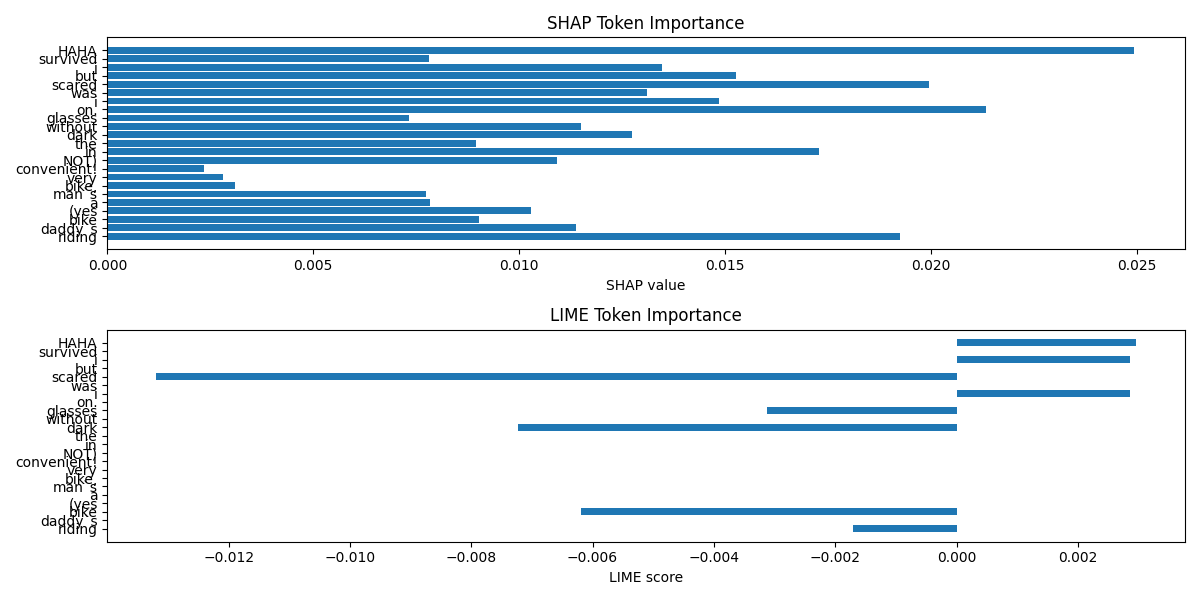 SHAP Token Importance
HAHA
survived
i
but
scared
was
i
on.
glasses
without
dark
the
in
NOT)
convenient!
very
bike,
man s
a
(yes
bike
daddy s
riding
0.000 0.005 0.010 0.015 0.020 0.025
SHAP value
LIME Token Importance
HAHA
survived
i
but
scared
was
i
on.
glasses
without
dark
the
in
NOT)
convenient!
very
bike,
man s
a
(yes
bike
daddy s
riding
−0.012 −0.010 −0.008 −0.006 −0.004 −0.002 0.000 0.002
LIME score